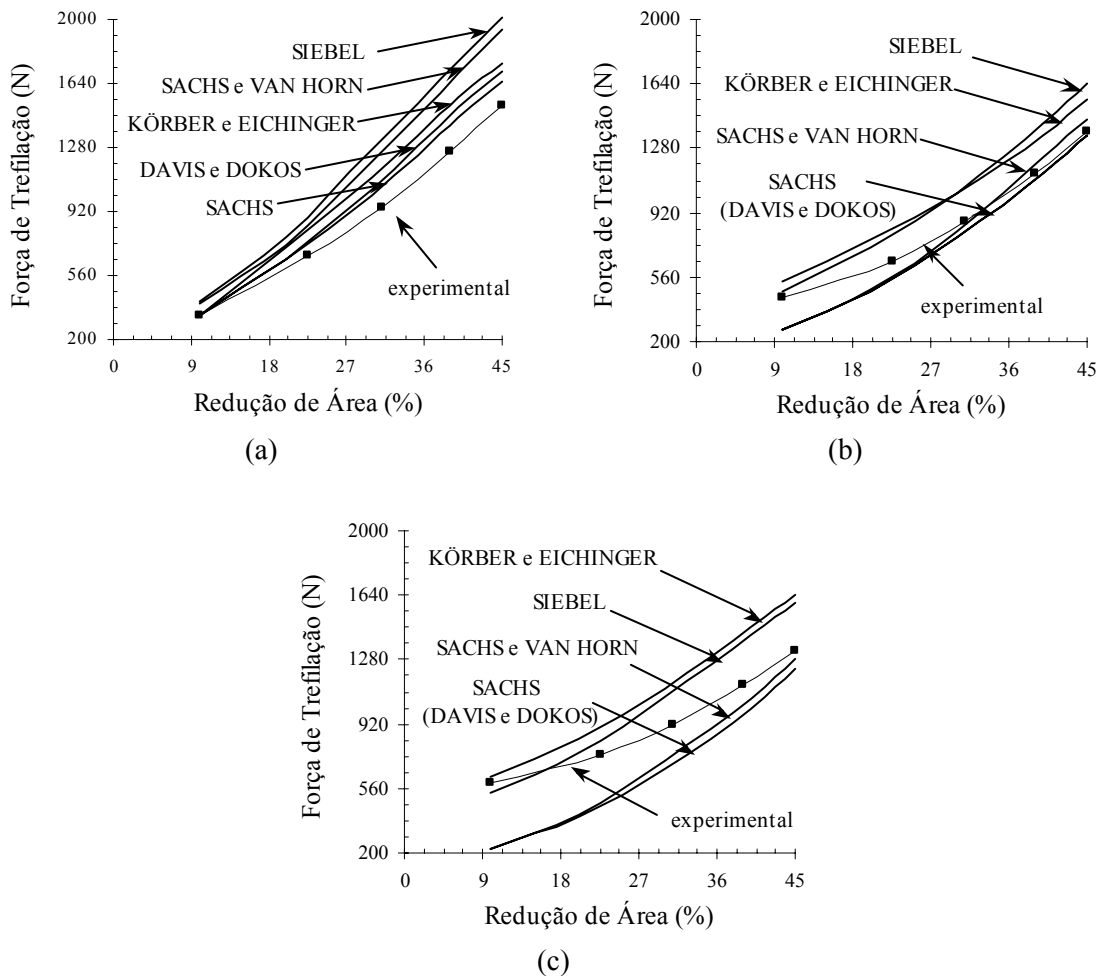 2000
1640
1280
920
560
200
Força de Trefilação (N)
SIEBEL
SACHS e VAN HORN
KÖRBER e EICHINGER
DAVIS e DOKOS
SACHS
experimental
0 9 18 27 36 45
Redução de Área (%)
(a)
2000
1640
1280
920
560
200
Força de Trefilação (N)
SIEBEL
KÖRBER e EICHINGER
SACHS e VAN HORN
SACHS
(DAVIS e DOKOS)
experimental
0 9 18 27 36 45
Redução de Área (%)
(b)
2000
1640
1280
920
560
200
Força de Trefilação (N)
KÖRBER e EICHINGER
SIEBEL
SACHS e VAN HORN
SACHS
(DAVIS e DOKOS)
experimental
0 9 18 27 36 45
Redução de Área (%)
(c)